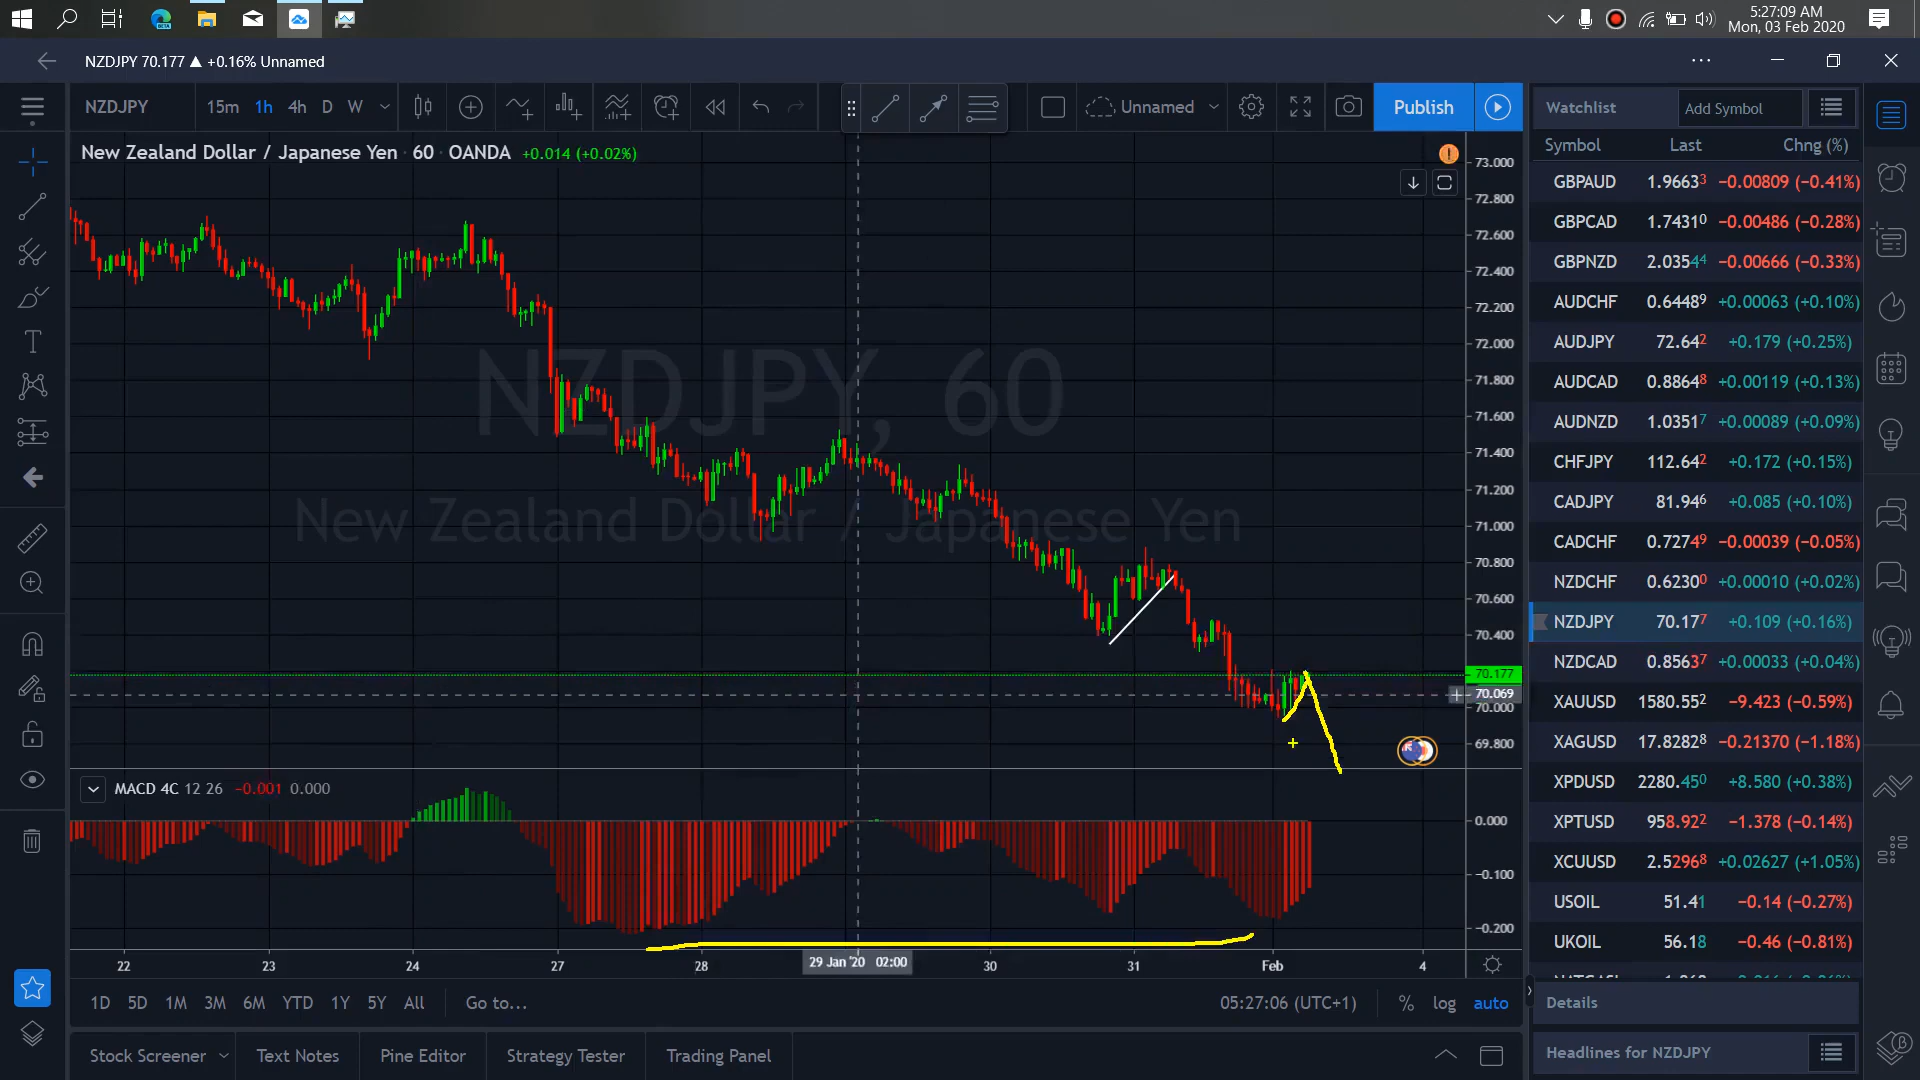 5:27:09 AM
Mon, 03 Feb 2020
NZDJPY 70.177 ▲ +0.16% Unnamed
NZDJPY 15m 1h 4h D W Unnamed Publish
Watchlist Add Symbol
New Zealand Dollar / Japanese Yen · 60 · OANDA +0.014 (+0.02%)
Symbol Last Chng (%)
GBPAUD 1.96633 −0.00809 (−0.41%)
GBPCAD 1.74310 −0.00486 (−0.28%)
GBPNZD 2.03544 −0.00666 (−0.33%)
AUDCHF 0.64489 +0.00063 (+0.10%)
AUDJPY 72.642 +0.179 (+0.25%)
AUDCAD 0.88648 +0.00119 (+0.13%)
AUDNZD 1.03517 +0.00089 (+0.09%)
CHFJPY 112.642 +0.172 (+0.15%)
CADJPY 81.946 +0.085 (+0.10%)
CADCHF 0.72749 −0.00039 (−0.05%)
NZDCHF 0.62300 +0.00010 (+0.02%)
NZDJPY 70.177 +0.109 (+0.16%)
NZDCAD 0.85637 +0.00033 (+0.04%)
XAUUSD 1580.552 −9.423 (−0.59%)
XAGUSD 17.82828 −0.21370 (−1.18%)
XPDUSD 2280.450 +8.580 (+0.38%)
XPTUSD 958.922 −1.378 (−0.14%)
XCUUSD 2.52968 +0.02627 (+1.05%)
USOIL 51.41 −0.14 (−0.27%)
UKOIL 56.18 −0.46 (−0.81%)
NZDJPY, 60
New Zealand Dollar / Japanese Yen
73.000
72.800
72.600
72.400
72.200
72.000
71.800
71.600
71.400
71.200
71.000
70.800
70.600
70.400
70.177
70.069
70.000
69.800
MACD 4C 12 26 −0.001 0.000
0.000
−0.100
−0.200
22 23 24 27 28 29 Jan '20 02:00 30 31 Feb 4
1D 5D 1M 3M 6M YTD 1Y 5Y All Go to... 05:27:06 (UTC+1) % log auto
Details
Stock Screener Text Notes Pine Editor Strategy Tester Trading Panel
Headlines for NZDJPY